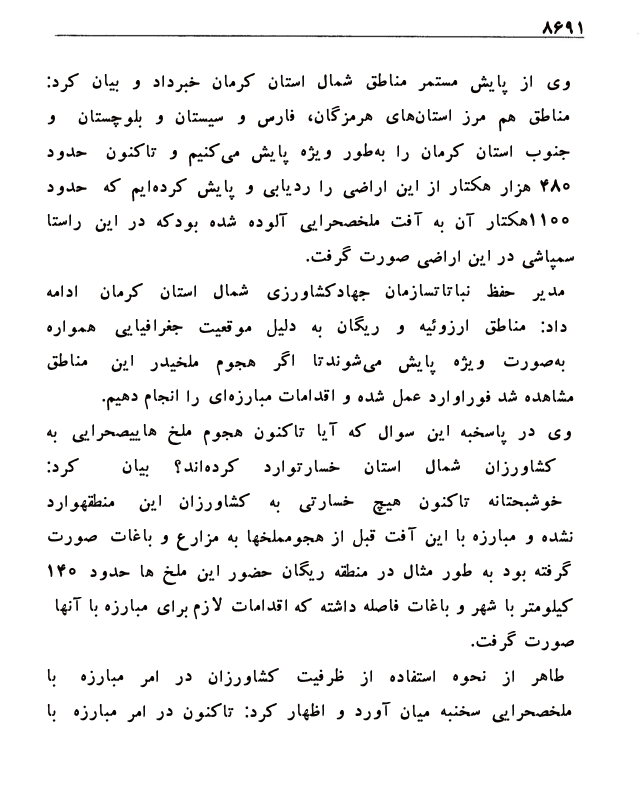 ۸۶۹۱
وی از پایش مستمر مناطق شمال استان کرمان خبرداد و بیان کرد:
مناطق هم مرز استان‌های هرمزگان، فارس و سیستان و بلوچستان و
جنوب استان کرمان را به‌طور ویژه پایش می‌کنیم و تاکنون حدود
۴۸۰ هزار هکتار از این اراضی را ردیابی و پایش کرده‌ایم که حدود
۱۱۰۰هکتار آن به آفت ملخصحرایی آلوده شده بودکه در این راستا
سمپاشی در این اراضی صورت گرفت.
مدیر حفظ نباتاتسازمان جهادکشاورزی شمال استان کرمان ادامه
داد: مناطق ارزوئیه و ریگان به دلیل موقعیت جغرافیایی همواره
به‌صورت ویژه پایش می‌شوندتا اگر هجوم ملخیدر این مناطق
مشاهده شد فوراوارد عمل شده و اقدامات مبارزه‌ای را انجام دهیم.
وی در پاسخبه این سوال که آیا تاکنون هجوم ملخ هاییصحرایی به
کشاورزان شمال استان خسارتوارد کرده‌اند؟ بیان کرد:
خوشبختانه تاکنون هیچ خسارتی به کشاورزان این منطقهوارد
نشده و مبارزه با این آفت قبل از هجومملخها به مزارع و باغات صورت
گرفته بود به طور مثال در منطقه ریگان حضور این ملخ ها حدود ۱۴۰
کیلومتر با شهر و باغات فاصله داشته که اقدامات لازم برای مبارزه با آنها
صورت گرفت.
طاهر از نحوه استفاده از ظرفیت کشاورزان در امر مبارزه با
ملخصحرایی سخنبه میان آورد و اظهار کرد: تاکنون در امر مبارزه با